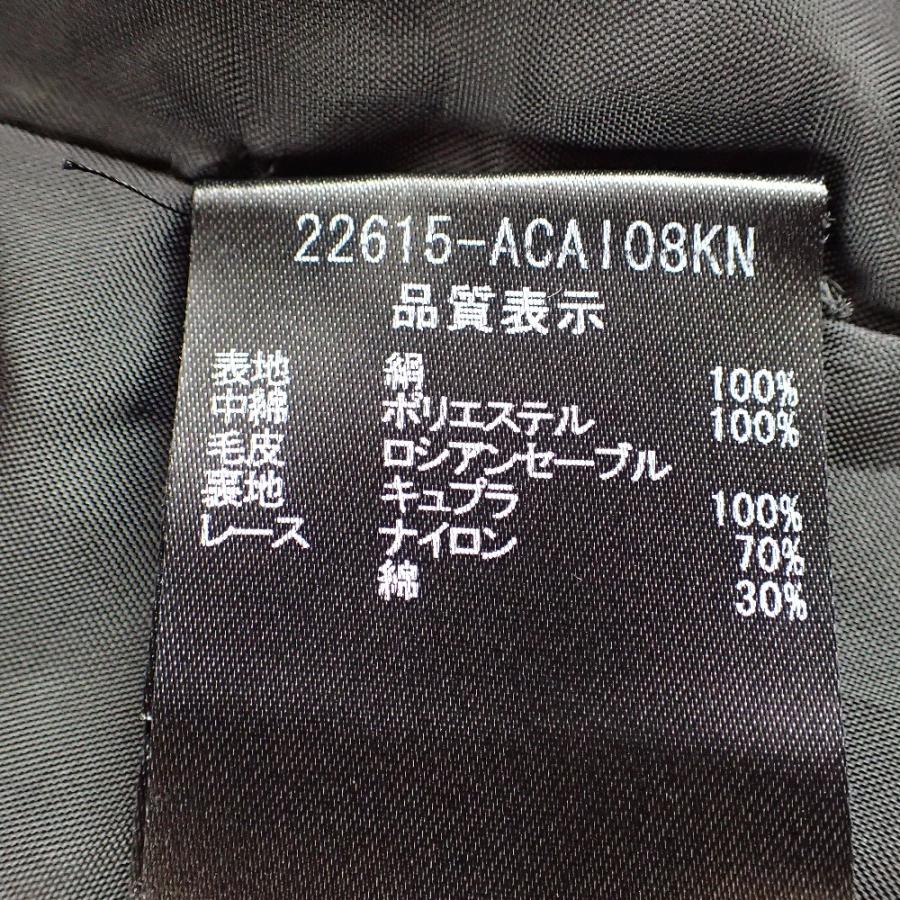 22615-ACAI08KN
品質表示
表地 絹 100%
中綿 ポリエステル 100%
毛皮 ロシアンセーブル
裏地 キュプラ 100%
レース ナイロン 70%
綿 30%